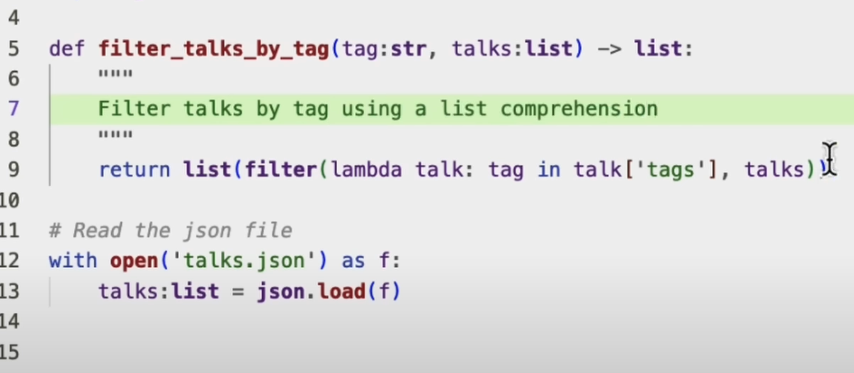 4
5 def filter_talks_by_tag(tag:str, talks:list) -> list:
6 """
7 Filter talks by tag using a list comprehension
8 """
9 return list(filter(lambda talk: tag in talk['tags'], talks))
10
11 # Read the json file
12 with open('talks.json') as f:
13 talks:list = json.load(f)
14
15